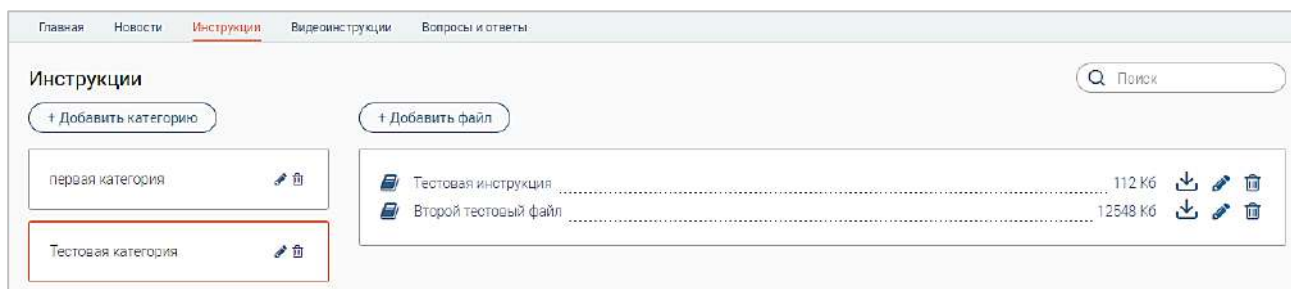 Главная Новости Инструкции Видеоинструкции Вопросы и ответы
Инструкции
Поиск
+ Добавить категорию
+ Добавить файл
первая категория
Тестовая категория
Тестовая инструкция 112 Кб
Второй тестовый файл 12548 Кб